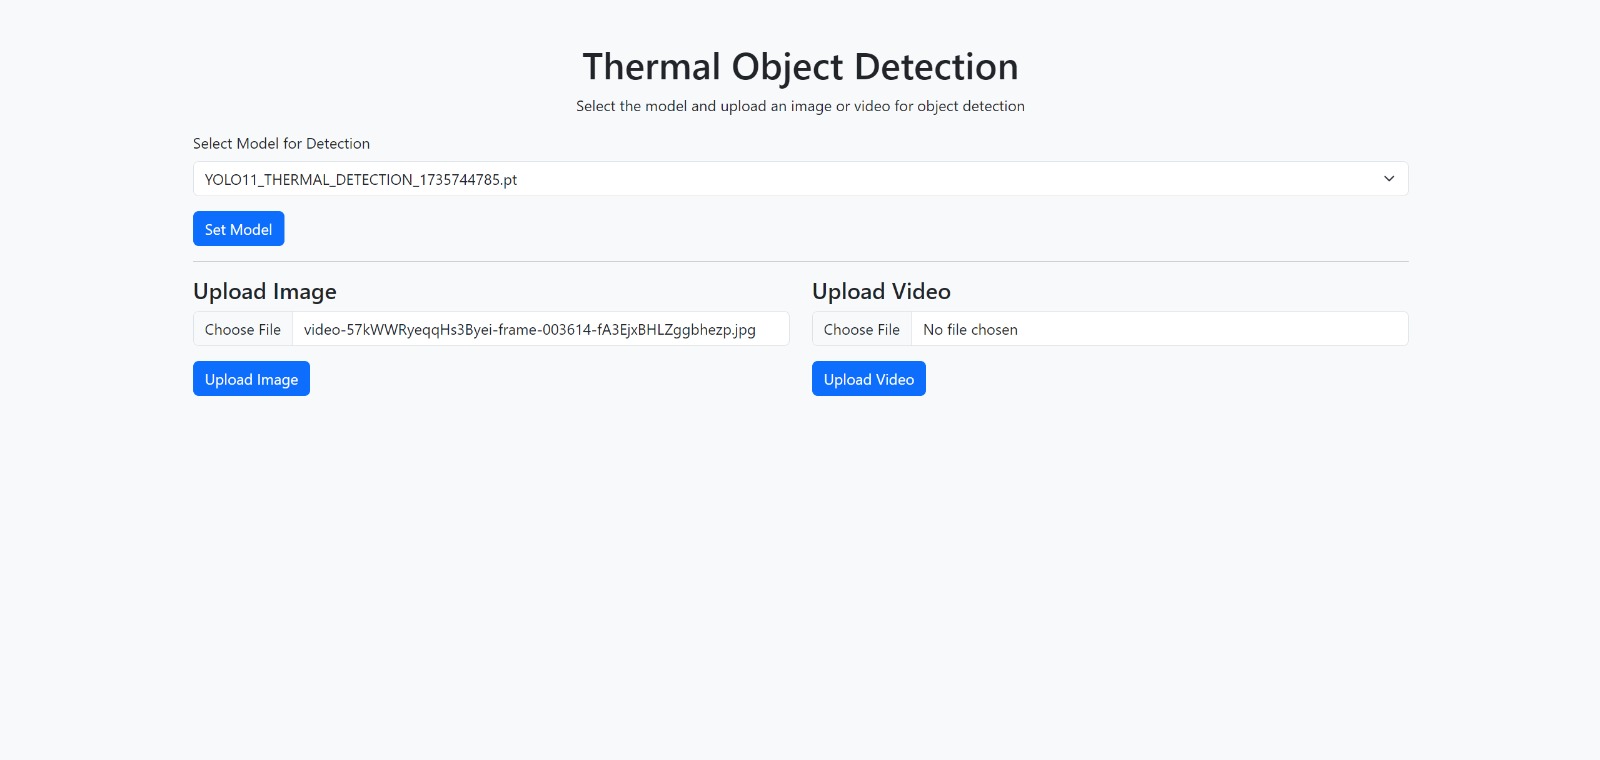 Thermal Object Detection
Select the model and upload an image or video for object detection
Select Model for Detection
YOLO11_THERMAL_DETECTION_1735744785.pt
Set Model
Upload Image
Choose File video-57kWWRyeqqHs3Byei-frame-003614-fA3EjxBHLZggbhezp.jpg
Upload Image
Upload Video
Choose File No file chosen
Upload Video